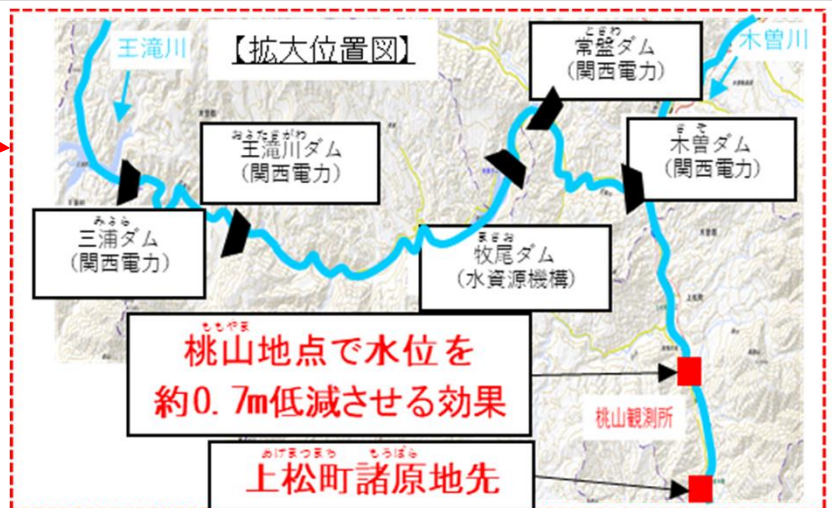 王滝川
【拡大位置図】
ときわ
常盤ダム
(関西電力)
木曽川
おうたきがわ
王滝川ダム
(関西電力)
きそ
木曽ダム
(関西電力)
みうら
三浦ダム
(関西電力)
まきお
牧尾ダム
(水資源機構)
ももやま
桃山地点で水位を
約0.7m低減させる効果
桃山観測所
あげまつまち もろはら
上松町諸原地先